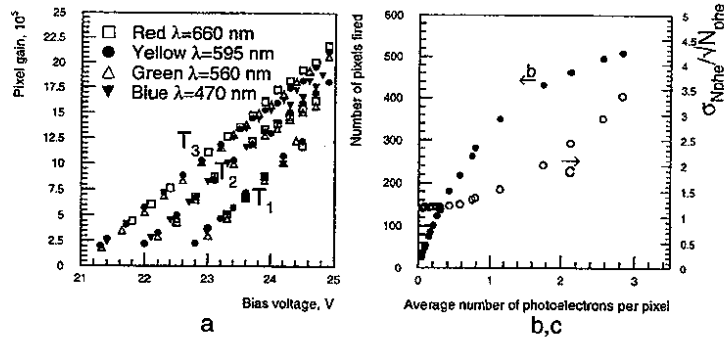 Pixel gain, 10⁵
25
22.5
20
17.5
15
12.5
10
7.5
5
2.5
0
Red λ=660 nm
Yellow λ=595 nm
Green λ=560 nm
Blue λ=470 nm
T₃
T₂
T₁
21 22 23 24 25
Bias voltage, V
a
Number of pixels fired
600
500
400
300
200
100
0
b
c
0 1 2 3
Average number of photoelectrons per pixel
b,c
5
4.5
4
3.5
3
2.5
2
1.5
1
0.5
0
σNphe/√Nphe